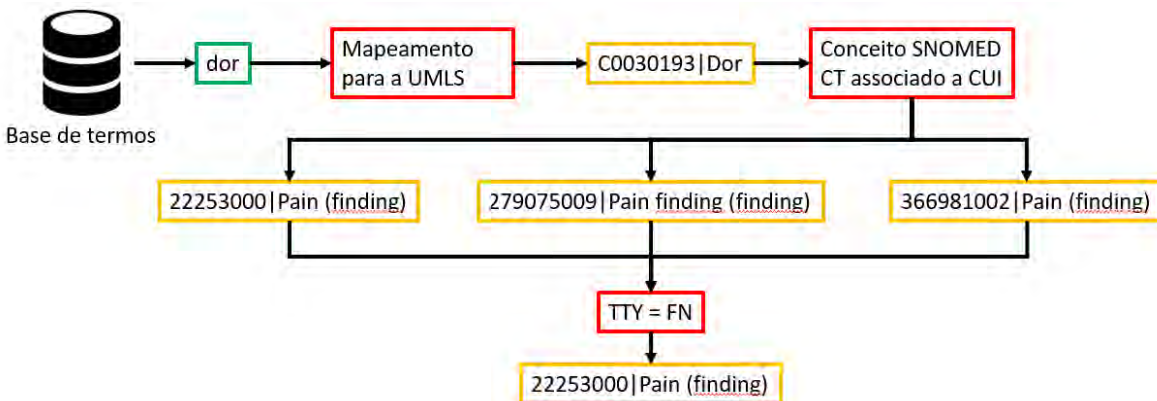 dor
Mapeamento
para a UMLS
C0030193|Dor
Conceito SNOMED
CT associado a CUI
Base de termos
22253000|Pain (finding)
279075009|Pain finding (finding)
366981002|Pain (finding)
TTY = FN
22253000|Pain (finding)